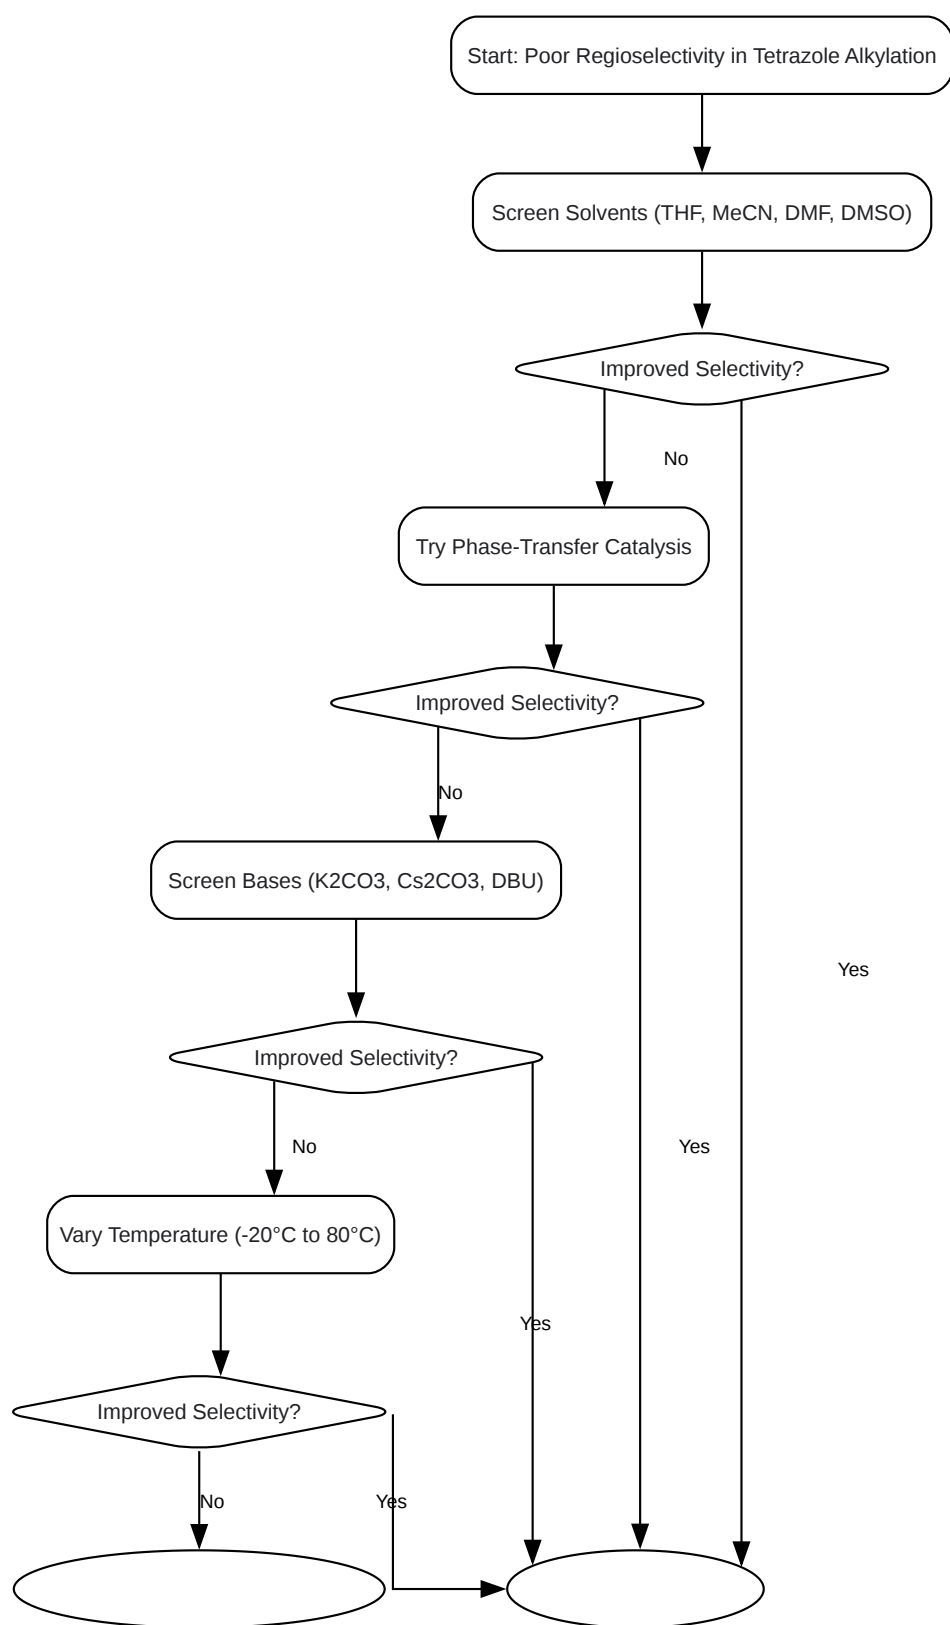 Start: Poor Regioselectivity in Tetrazole Alkylation
Screen Solvents (THF, MeCN, DMF, DMSO)
Improved Selectivity?
No
Try Phase-Transfer Catalysis
Improved Selectivity?
No
Screen Bases (K2CO3, Cs2CO3, DBU)
Yes
Improved Selectivity?
No
Yes
Vary Temperature (-20°C to 80°C)
Yes
Improved Selectivity?
No
Yes